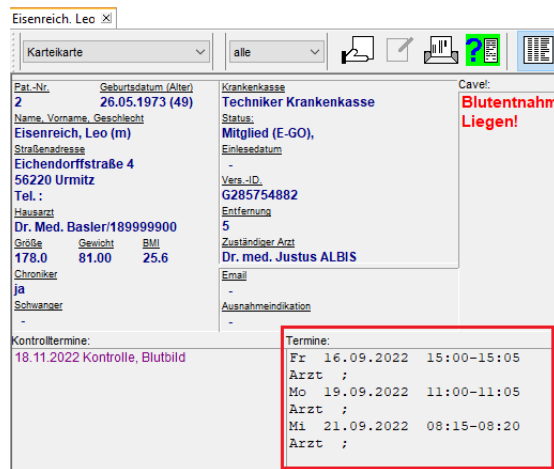 Eisenreich. Leo
Karteikarte
alle
Pat.-Nr. Geburtsdatum (Alter)
2 26.05.1973 (49)
Name, Vorname, Geschlecht
Eisenreich, Leo (m)
Straßenadresse
Eichendorffstraße 4
56220 Urmitz
Tel. :
Hausarzt
Dr. Med. Basler/189999900
Größe Gewicht BMI
178.0 81.00 25.6
Chroniker
ja
Schwanger
-
Krankenkasse
Techniker Krankenkasse
Status:
Mitglied (E-GO),
Einlesedatum
-
Vers.-ID.
G285754882
Entfernung
5
Zuständiger Arzt
Dr. med. Justus ALBIS
Email
-
Ausnahmeindikation
-
Cave!:
Blutentnahm
Liegen!
Kontrolltermine:
18.11.2022 Kontrolle, Blutbild
Termine:
Fr 16.09.2022 15:00-15:05
Arzt ;
Mo 19.09.2022 11:00-11:05
Arzt ;
Mi 21.09.2022 08:15-08:20
Arzt ;